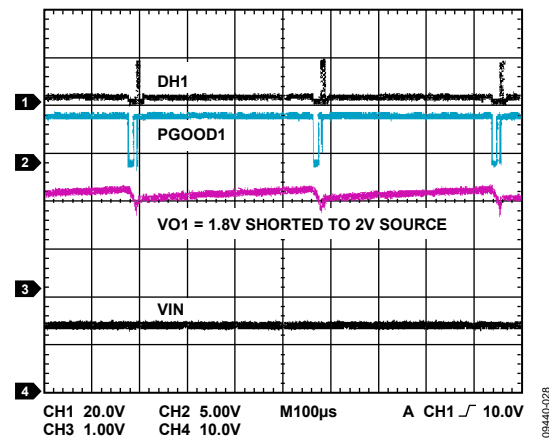 DH1
1
PGOOD1
2
VO1 = 1.8V SHORTED TO 2V SOURCE
3
VIN
4
CH1 20.0V CH2 5.00V M100µs A CH1 10.0V
CH3 1.00V CH4 10.0V
09440-028